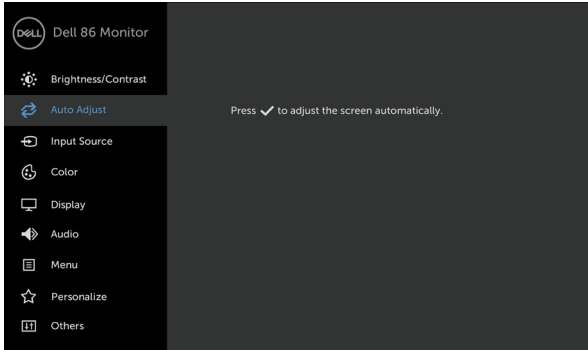 DELL
Dell 86 Monitor
Brightness/Contrast
Auto Adjust
Press ✓ to adjust the screen automatically.
Input Source
Color
Display
Audio
Menu
Personalize
Others